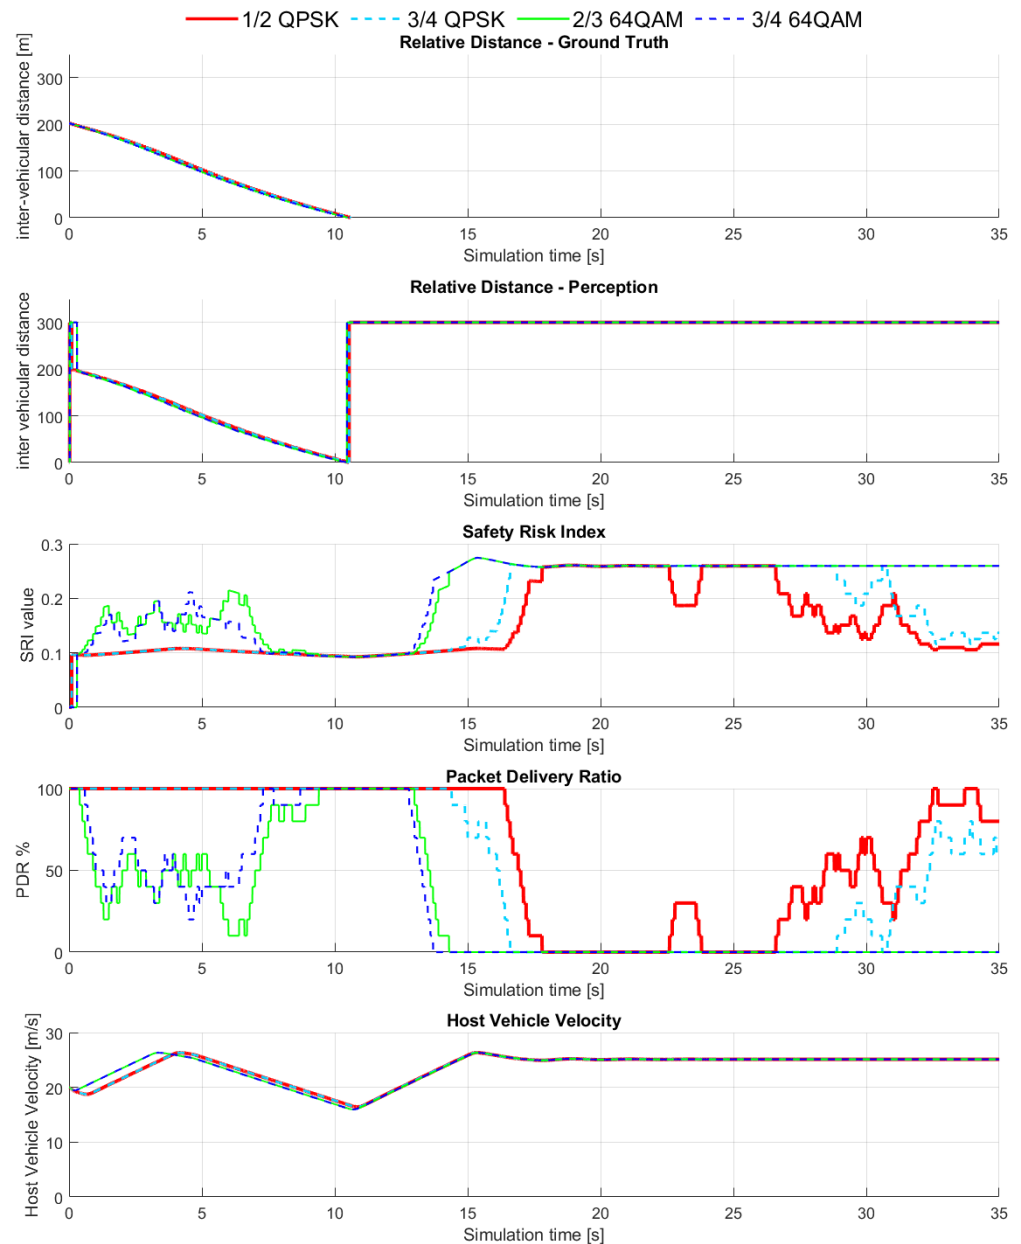 1/2 QPSK 3/4 QPSK 2/3 64QAM 3/4 64QAM
Relative Distance - Ground Truth
inter-vehicular distance [m]
300
200
100
0
0 5 10 15 20 25 30 35
Simulation time [s]
Relative Distance - Perception
inter vehicular distance
300
200
100
0
0 5 10 15 20 25 30 35
Simulation time [s]
Safety Risk Index
SRI value
0.3
0.2
0.1
0
0 5 10 15 20 25 30 35
Simulation time [s]
Packet Delivery Ratio
PDR %
100
50
0
0 5 10 15 20 25 30 35
Simulation time [s]
Host Vehicle Velocity
Host Vehicle Velocity [m/s]
30
20
10
0
0 5 10 15 20 25 30 35
Simulation time [s]